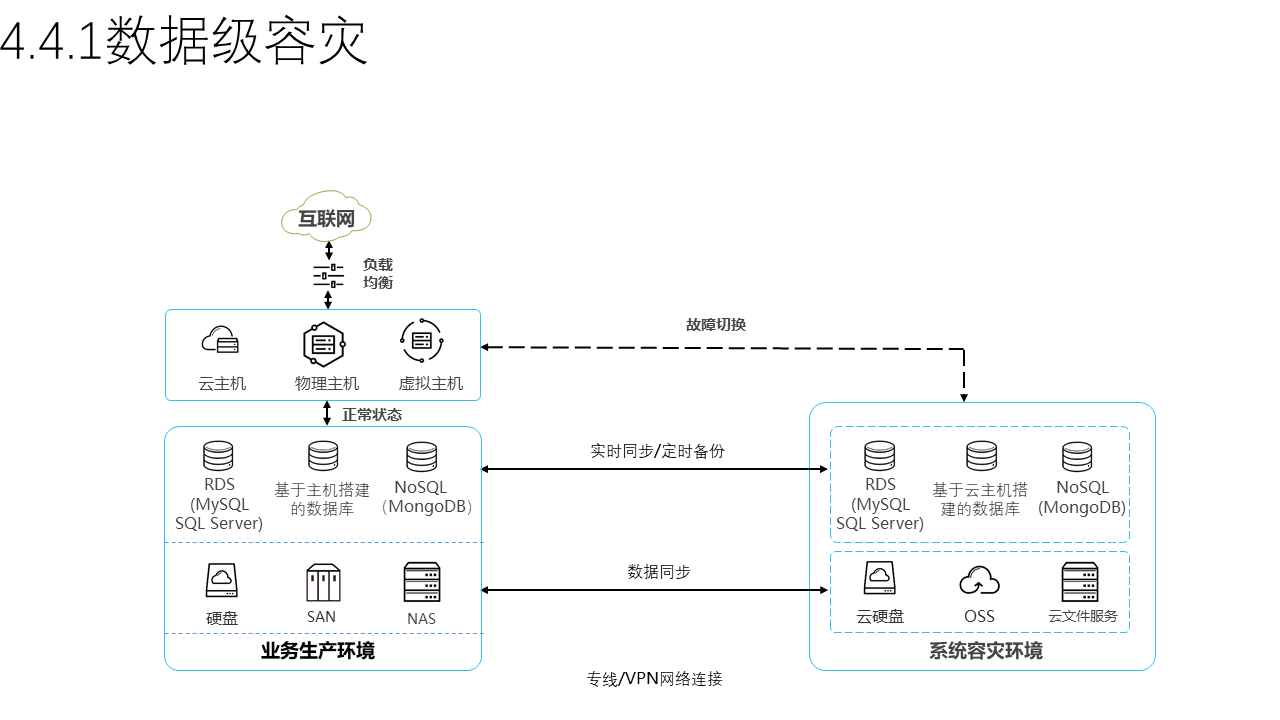 4.4.1数据级容灾
互联网
负载
均衡
云主机
物理主机
虚拟主机
故障切换
正常状态
RDS
(MySQL
SQL Server)
基于主机搭建
的数据库
NoSQL
（MongoDB）
实时同步/定时备份
RDS
(MySQL
SQL Server)
基于云主机搭
建的数据库
NoSQL
(MongoDB)
硬盘
SAN
NAS
数据同步
云硬盘
OSS
云文件服务
业务生产环境
系统容灾环境
专线/VPN网络连接